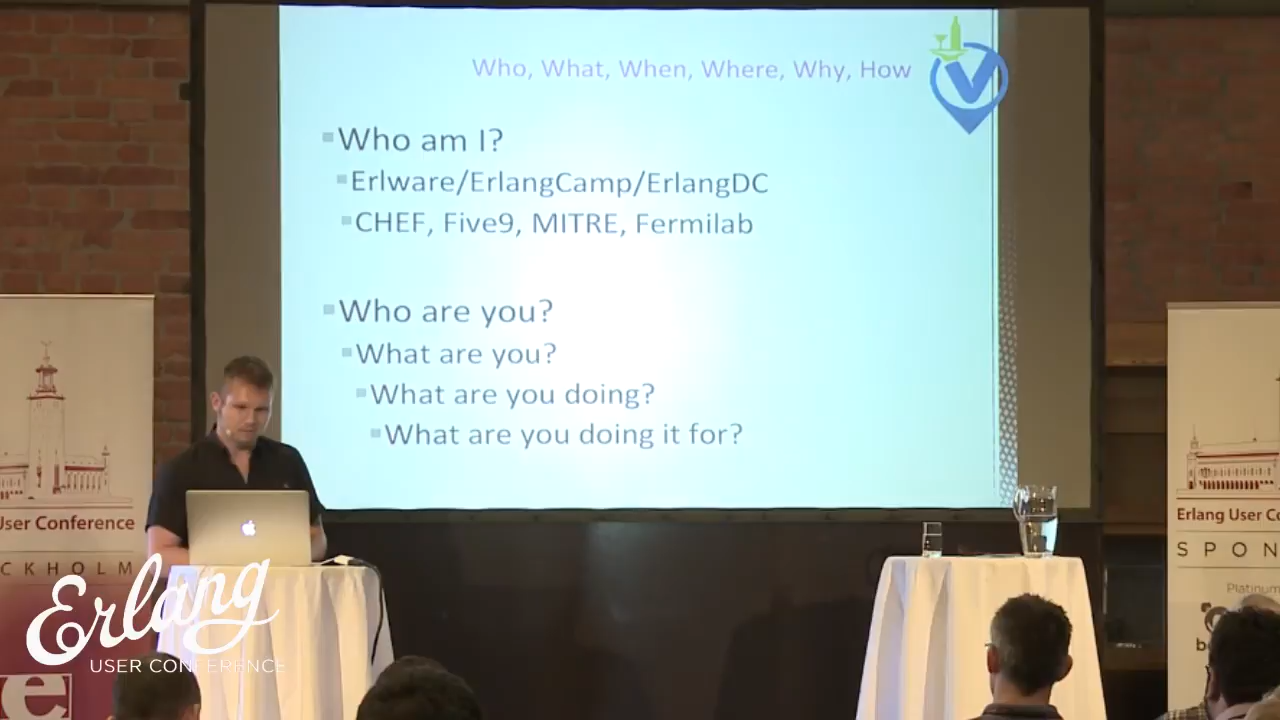 Who, What, When, Where, Why, How
Who am I?
Erlware/ErlangCamp/ErlangDC
CHEF, Five9, MITRE, Fermilab
Who are you?
What are you?
What are you doing?
What are you doing it for?
User Conference
CKHOLM
Erlang
USER CONFERENCE
e
Erlang User Co
SPON
Platinum
b